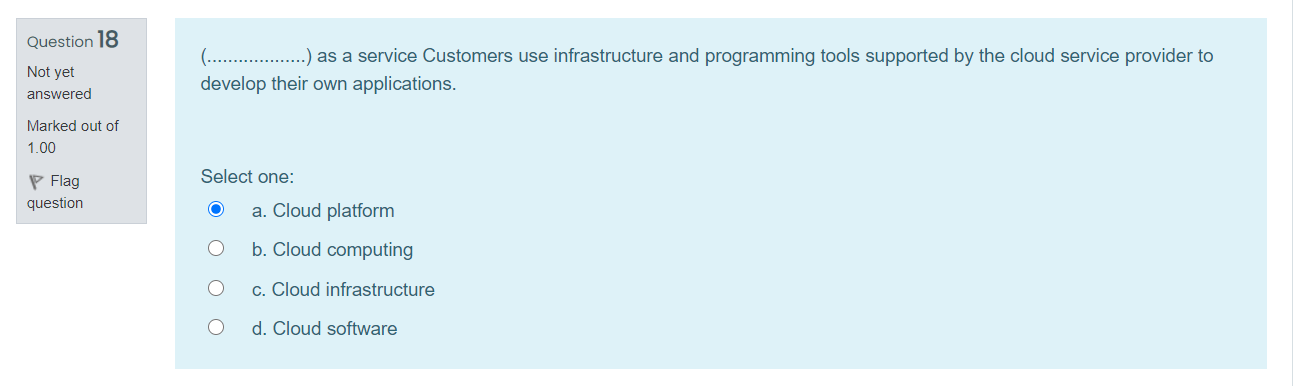 Question 18
Not yet
answered
Marked out of
1.00
Flag
question
(...................) as a service Customers use infrastructure and programming tools supported by the cloud service provider to
develop their own applications.
Select one:
a. Cloud platform
b. Cloud computing
c. Cloud infrastructure
d. Cloud software